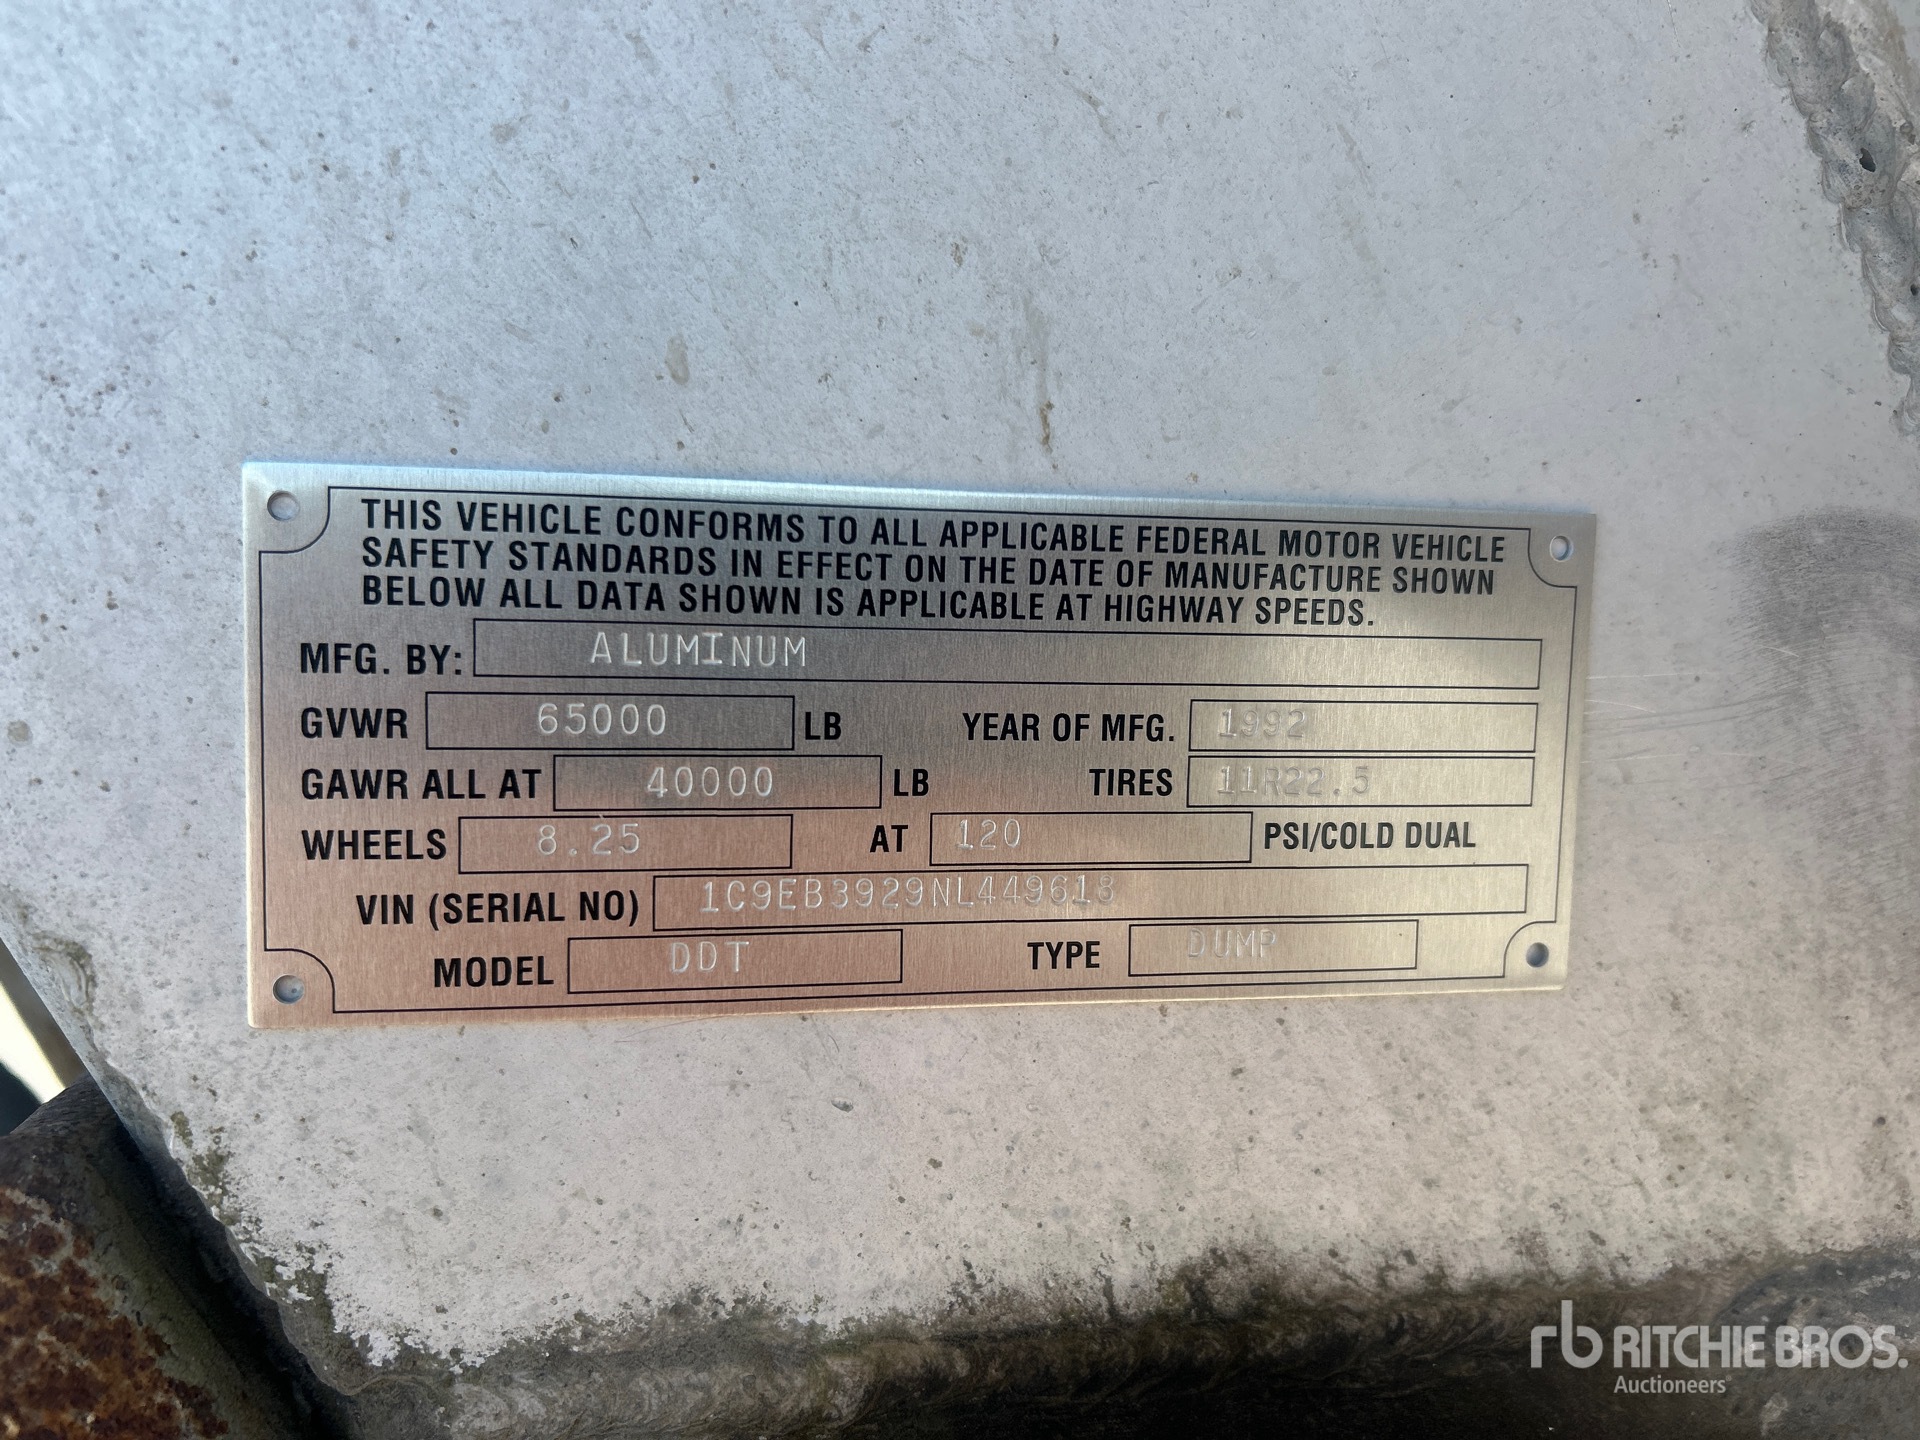 THIS VEHICLE CONFORMS TO ALL APPLICABLE FEDERAL MOTOR VEHICLE
SAFETY STANDARDS IN EFFECT ON THE DATE OF MANUFACTURE SHOWN
BELOW ALL DATA SHOWN IS APPLICABLE AT HIGHWAY SPEEDS.
MFG. BY: ALUMINUM
GVWR 65000 LB YEAR OF MFG. 1992
GAWR ALL AT 40000 LB TIRES 11R22.5
WHEELS 8.25 AT 120 PSI/COLD DUAL
VIN (SERIAL NO) 1C9EB3929NL449618
MODEL DDT TYPE DUMP
rb RITCHIE BROS.
Auctioneers